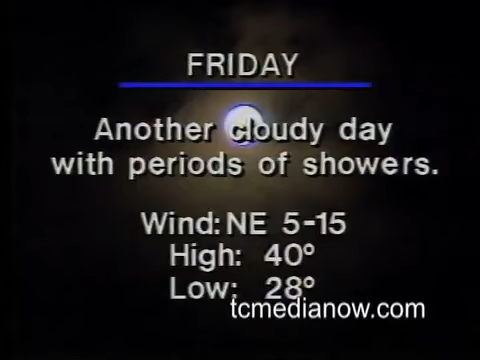 FRIDAY
Another cloudy day
with periods of showers.
Wind: NE 5-15
High: 40°
Low: 28°
tcmedianow.com